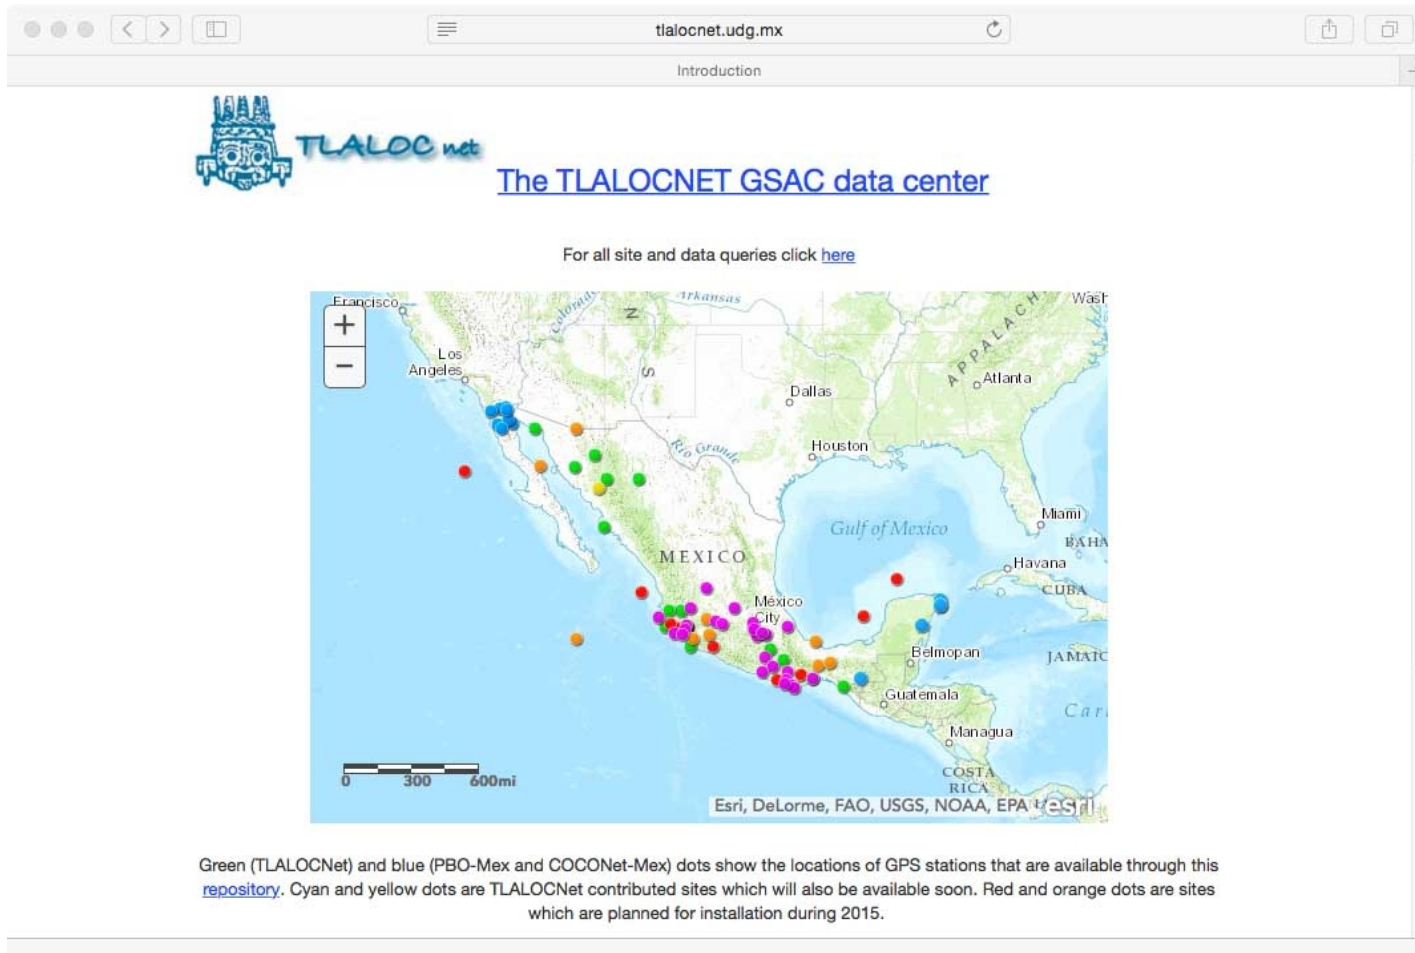 tlalocnet.udg.mx
Introduction
TLALOC net
The TLALOCNET GSAC data center
For all site and data queries click here
Francisco
Colorado
Arkansas
Wash
N
S
APPALACH
Los
Angeles
Atlanta
Dallas
Rio Grande
Houston
Miami
Gulf of Mexico
BAHA
MEXICO
Havana
CUBA
México
City
Belmopan
JAMAIC
Guatemala
Car
Managua
COSTA
RICA
+
−
0 300 600mi
Esri, DeLorme, FAO, USGS, NOAA, EPA
esri
Green (TLALOCNet) and blue (PBO-Mex and COCONet-Mex) dots show the locations of GPS stations that are available through this
repository. Cyan and yellow dots are TLALOCNet contributed sites which will also be available soon. Red and orange dots are sites
which are planned for installation during 2015.